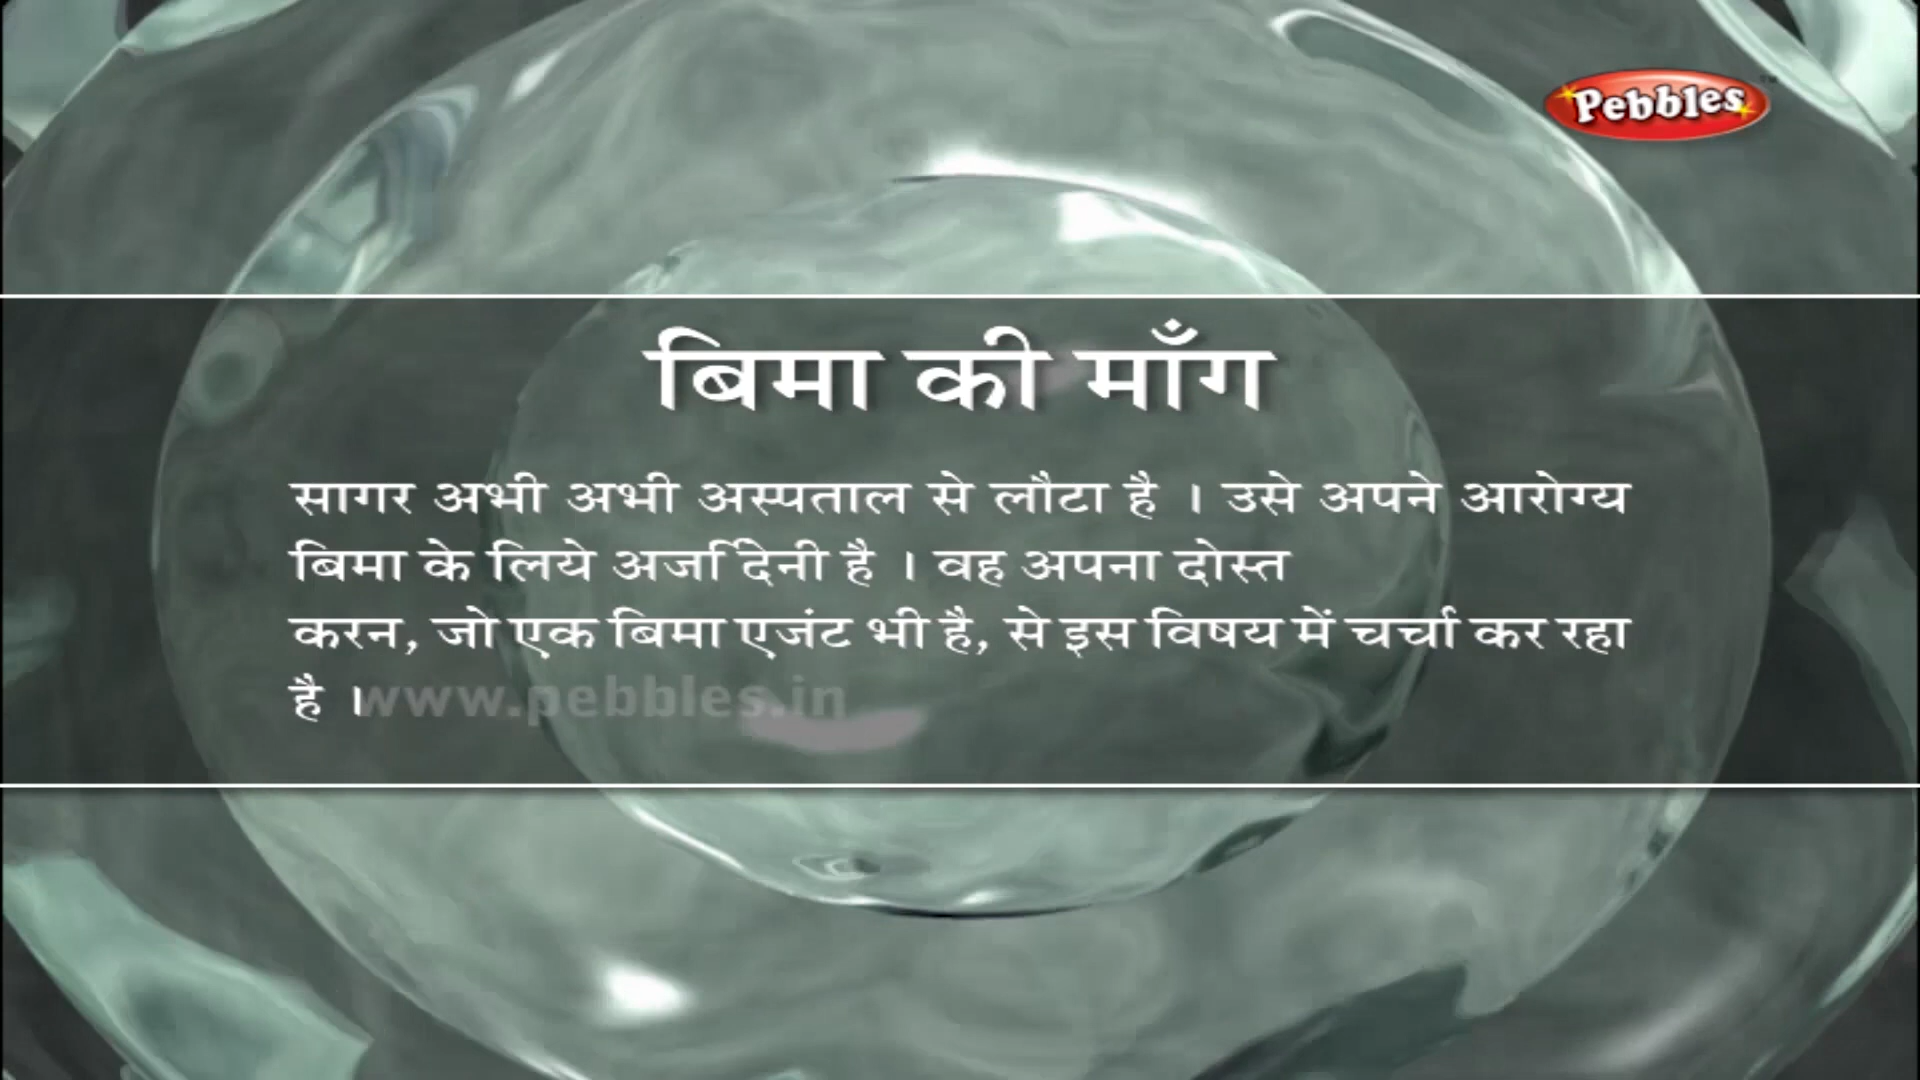 Pebbles™
बिमा की माँग
सागर अभी अभी अस्पताल से लौटा है । उसे अपने आरोग्य
बिमा के लिये अर्जी देनी है । वह अपना दोस्त
करन, जो एक बिमा एजंट भी है, से इस विषय में चर्चा कर रहा
है ।
www.pebbles.in